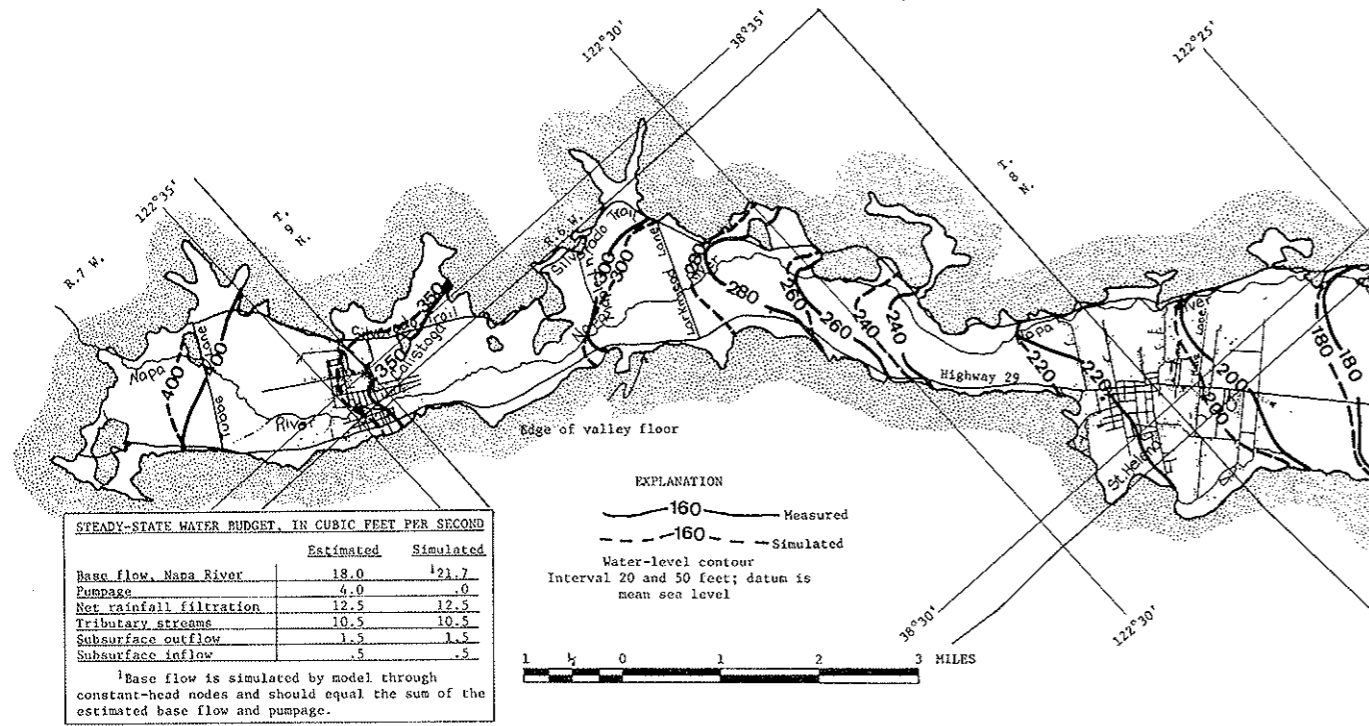 122°30'
38°35'
122°25'
T.
8
N.
122°35'
T.
9
N.
R.7 W.
R.6 W.
Silverado Trail
Lane
Larkmead Lane
300
300
350
Silverado Trail
350
Calistoga
Napa
400
400
Lane
Tubbs
River
280
260
260
240
240
Napa
River
220
Highway 29
220
200
200
180
180
St. Helena
Edge of valley floor
EXPLANATION
160 Measured
160 Simulated
Water-level contour
Interval 20 and 50 feet; datum is
mean sea level
STEADY-STATE WATER BUDGET, IN CUBIC FEET PER SECOND
Estimated Simulated
Base flow, Napa River 18.0 ¹21.7
Pumpage 4.0 .0
Net rainfall filtration 12.5 12.5
Tributary streams 10.5 10.5
Subsurface outflow 1.5 1.5
Subsurface inflow .5 .5
¹Base flow is simulated by model through
constant-head nodes and should equal the sum of the
estimated base flow and pumpage.
38°30'
122°30'
1 ½ 0 1 2 3 MILES